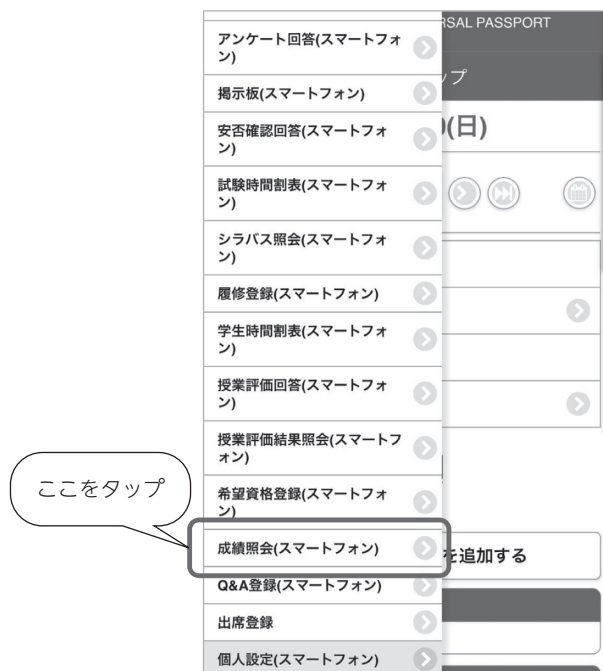 RSAL PASSPORT
ップ
(日)
アンケート回答(スマートフォ
ン)
掲示板(スマートフォン)
安否確認回答(スマートフォ
ン)
試験時間割表(スマートフォ
ン)
シラバス照会(スマートフォ
ン)
履修登録(スマートフォン)
学生時間割表(スマートフォ
ン)
授業評価回答(スマートフォ
ン)
授業評価結果照会(スマートフ
ォン)
希望資格登録(スマートフォ
ン)
ここをタップ
成績照会(スマートフォン)
を追加する
Q&A登録(スマートフォン)
出席登録
個人設定(スマートフォン)